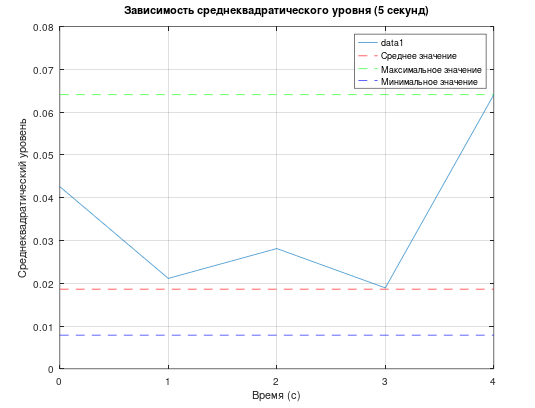 Зависимость среднеквадратического уровня (5 секунд)
0.08
0.07
0.06
0.05
0.04
0.03
0.02
0.01
0
Среднеквадратический уровень
data1
Среднее значение
Максимальное значение
Минимальное значение
0 1 2 3 4
Время (с)